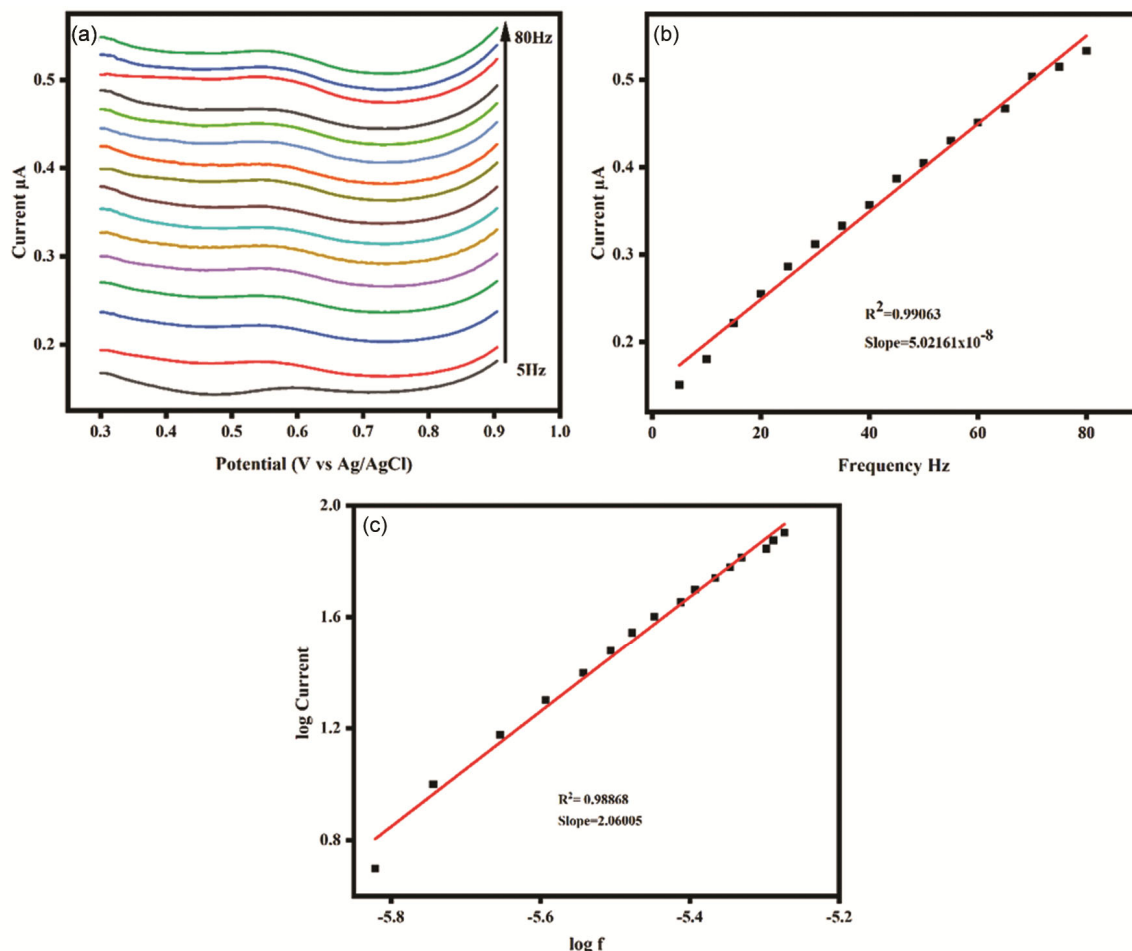 (a)
80Hz
0.5
0.4
0.3
0.2
5Hz
Current µA
0.3 0.4 0.5 0.6 0.7 0.8 0.9 1.0
Potential (V vs Ag/AgCl)
(b)
0.5
0.4
0.3
0.2
Current µA
R²=0.99063
Slope=5.02161x10⁻⁸
0 20 40 60 80
Frequency Hz
(c)
2.0
1.6
1.2
0.8
log Current
R²= 0.98868
Slope=2.06005
-5.8 -5.6 -5.4 -5.2
log f